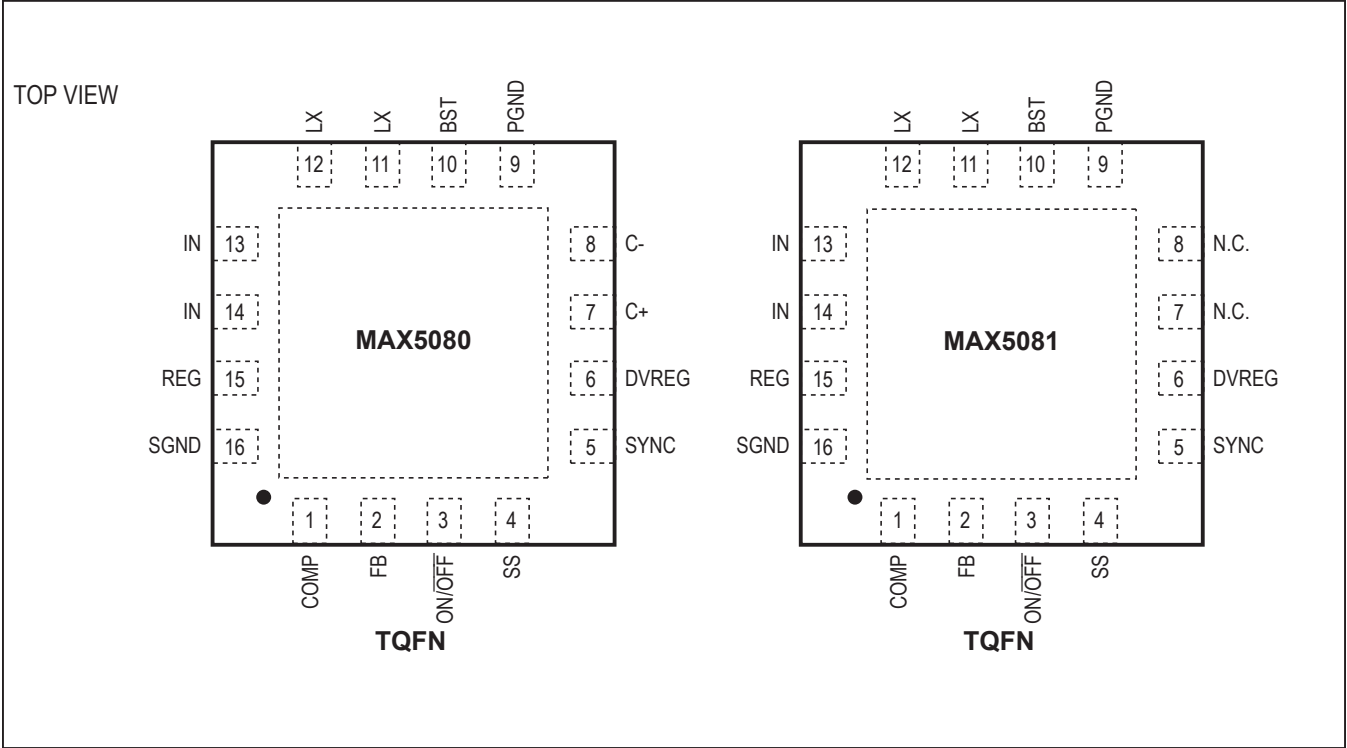 TOP VIEW
LX LX BST PGND
12 11 10 9
IN 13
8 C-
IN 14
7 C+
MAX5080
REG 15
6 DVREG
SGND 16
5 SYNC
1 2 3 4
COMP FB ON/OFF SS
TQFN
LX LX BST PGND
12 11 10 9
IN 13
8 N.C.
IN 14
7 N.C.
MAX5081
REG 15
6 DVREG
SGND 16
5 SYNC
1 2 3 4
COMP FB ON/OFF SS
TQFN